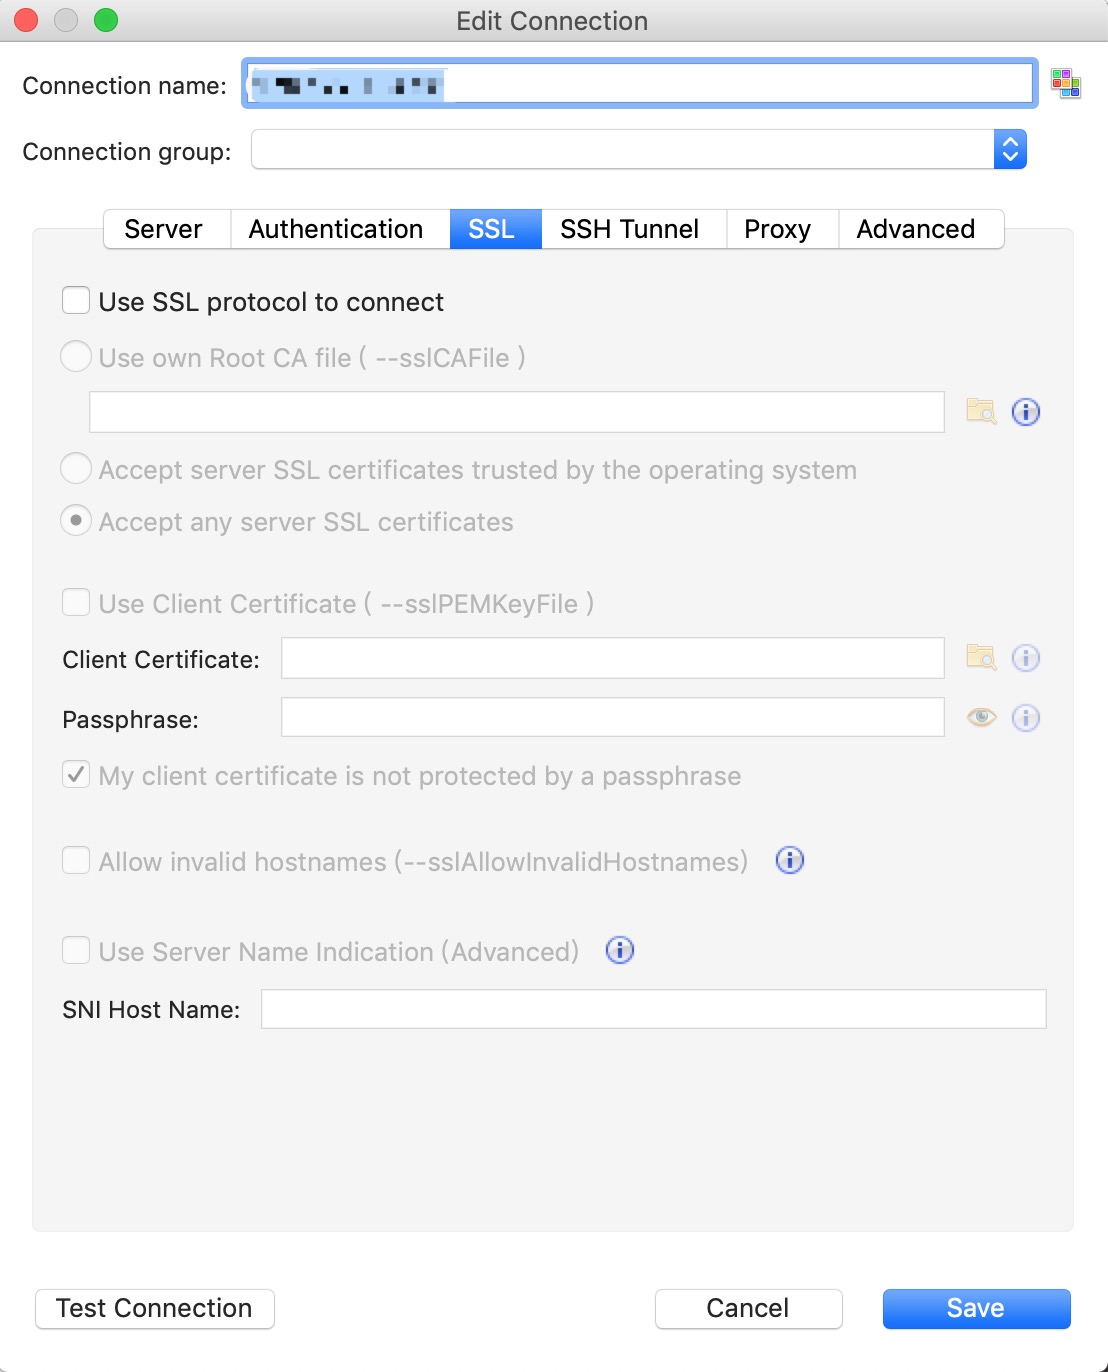 Edit Connection
Connection name:
Connection group:
Server Authentication SSL SSH Tunnel Proxy Advanced
Use SSL protocol to connect
Use own Root CA file ( --sslCAFile )
Accept server SSL certificates trusted by the operating system
Accept any server SSL certificates
Use Client Certificate ( --sslPEMKeyFile )
Client Certificate:
Passphrase:
My client certificate is not protected by a passphrase
Allow invalid hostnames (--sslAllowInvalidHostnames)
Use Server Name Indication (Advanced)
SNI Host Name:
Test Connection Cancel Save